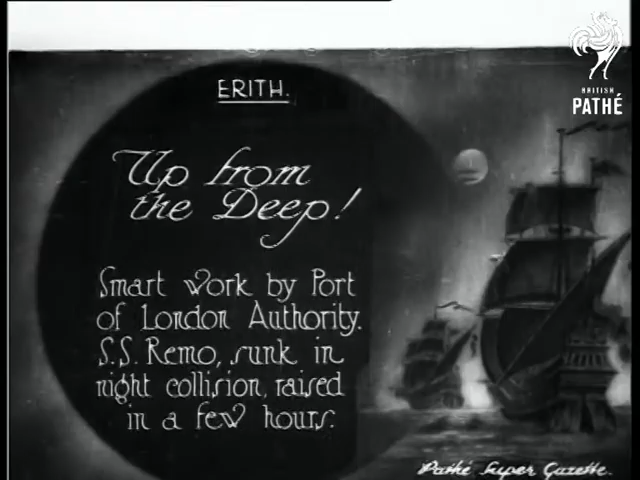 ERITH.
BRITISH
PATHÉ
Up from
the Deep!
Smart work by Port
of London Authority.
S.S. Remo, sunk in
night collision, raised
in a few hours.
Pathé Super Gazette.